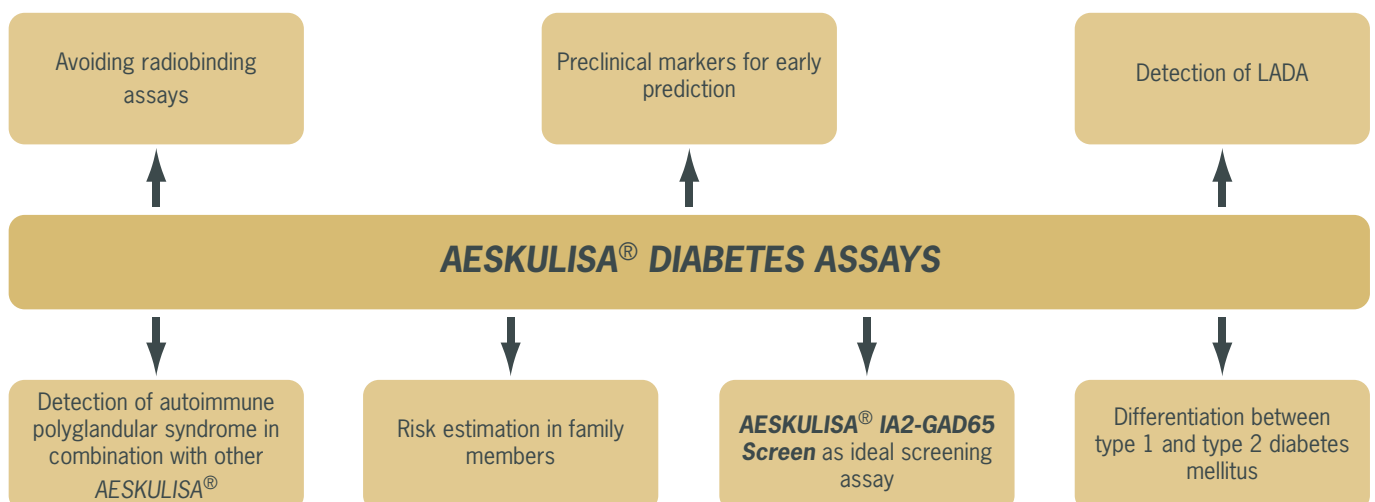 Avoiding radiobinding
assays
Preclinical markers for early
prediction
Detection of LADA
AESKULISA® DIABETES ASSAYS
Detection of autoimmune
polyglandular syndrome in
combination with other
AESKULISA®
Risk estimation in family
members
AESKULISA® IA2-GAD65
Screen as ideal screening
assay
Differentiation between
type 1 and type 2 diabetes
mellitus